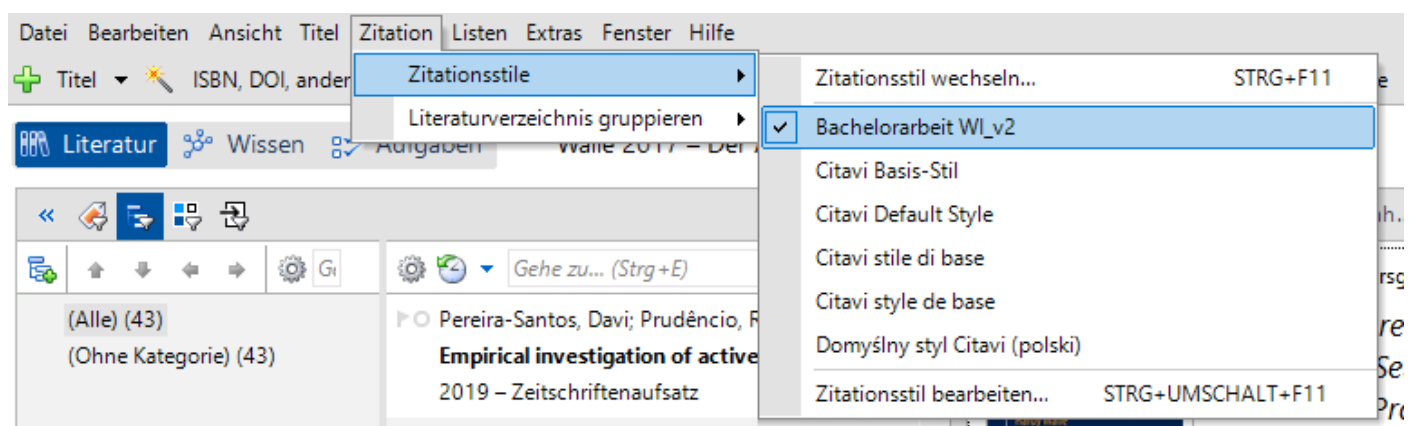 Datei Bearbeiten Ansicht Titel Zitation Listen Extras Fenster Hilfe
Titel ISBN, DOI, ander
Zitationsstile
Literaturverzeichnis gruppieren
Zitationsstil wechseln... STRG+F11
Bachelorarbeit WI_v2
Citavi Basis-Stil
Citavi Default Style
Citavi stile di base
Citavi style de base
Domyślny styl Citavi (polski)
Zitationsstil bearbeiten... STRG+UMSCHALT+F11
Literatur Wissen Aufgaben Walle 2017 – Der
Gehe zu... (Strg+E)
(Alle) (43)
(Ohne Kategorie) (43)
Pereira-Santos, Davi; Prudêncio, R
Empirical investigation of active
2019 – Zeitschriftenaufsatz